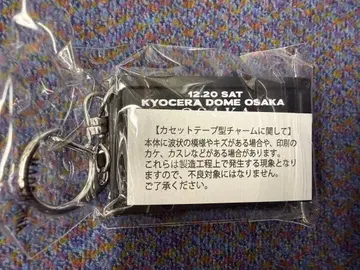 12.20 SAT
KYOCERA DOME OSAKA
OSAKA
【カセットテープ型チャームに関して】
本体に波状の模様やキズがある場合や、印刷の
カケ、カスレなどがある場合があります。
これらは製造工程上で発生する現象となり
ますので、不良対象にはなりません。
ご了承ください。